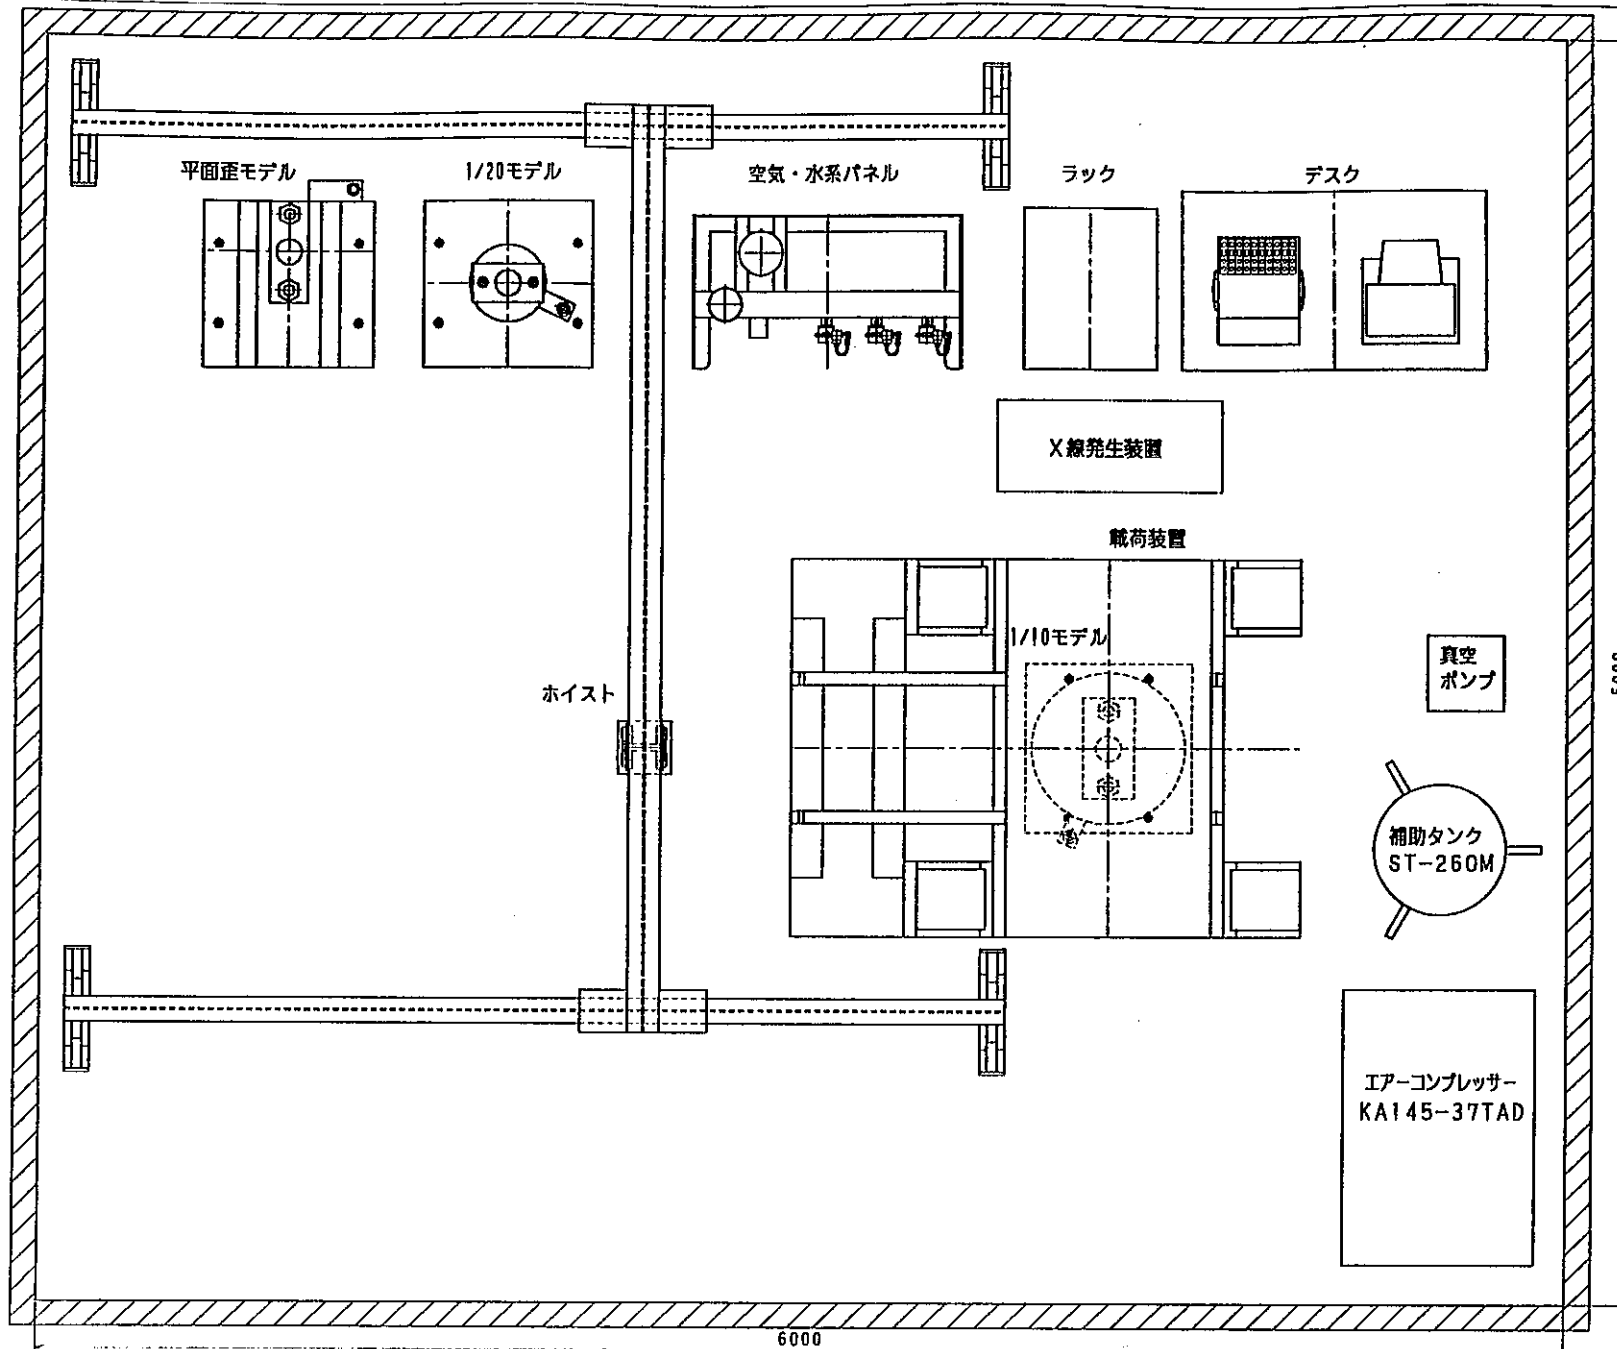 平面歪モデル
1/20モデル
空気・水系パネル
ラック
デスク
X線発生装置
載荷装置
1/10モデル
真空
ポンプ
ホイスト
補助タンク
ST-260M
エアーコンプレッサー
KA145-37TAD
6000